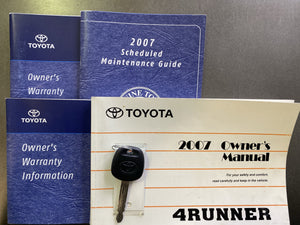 TOYOTA
Owner's
Warranty
2007
Scheduled
Maintenance Guide
TOYOTA
Owner's
Warranty
Information
TOYOTA
2007 Owner's
Manual
For your safety and comfort,
read carefully and keep in the vehicle.
4RUNNER